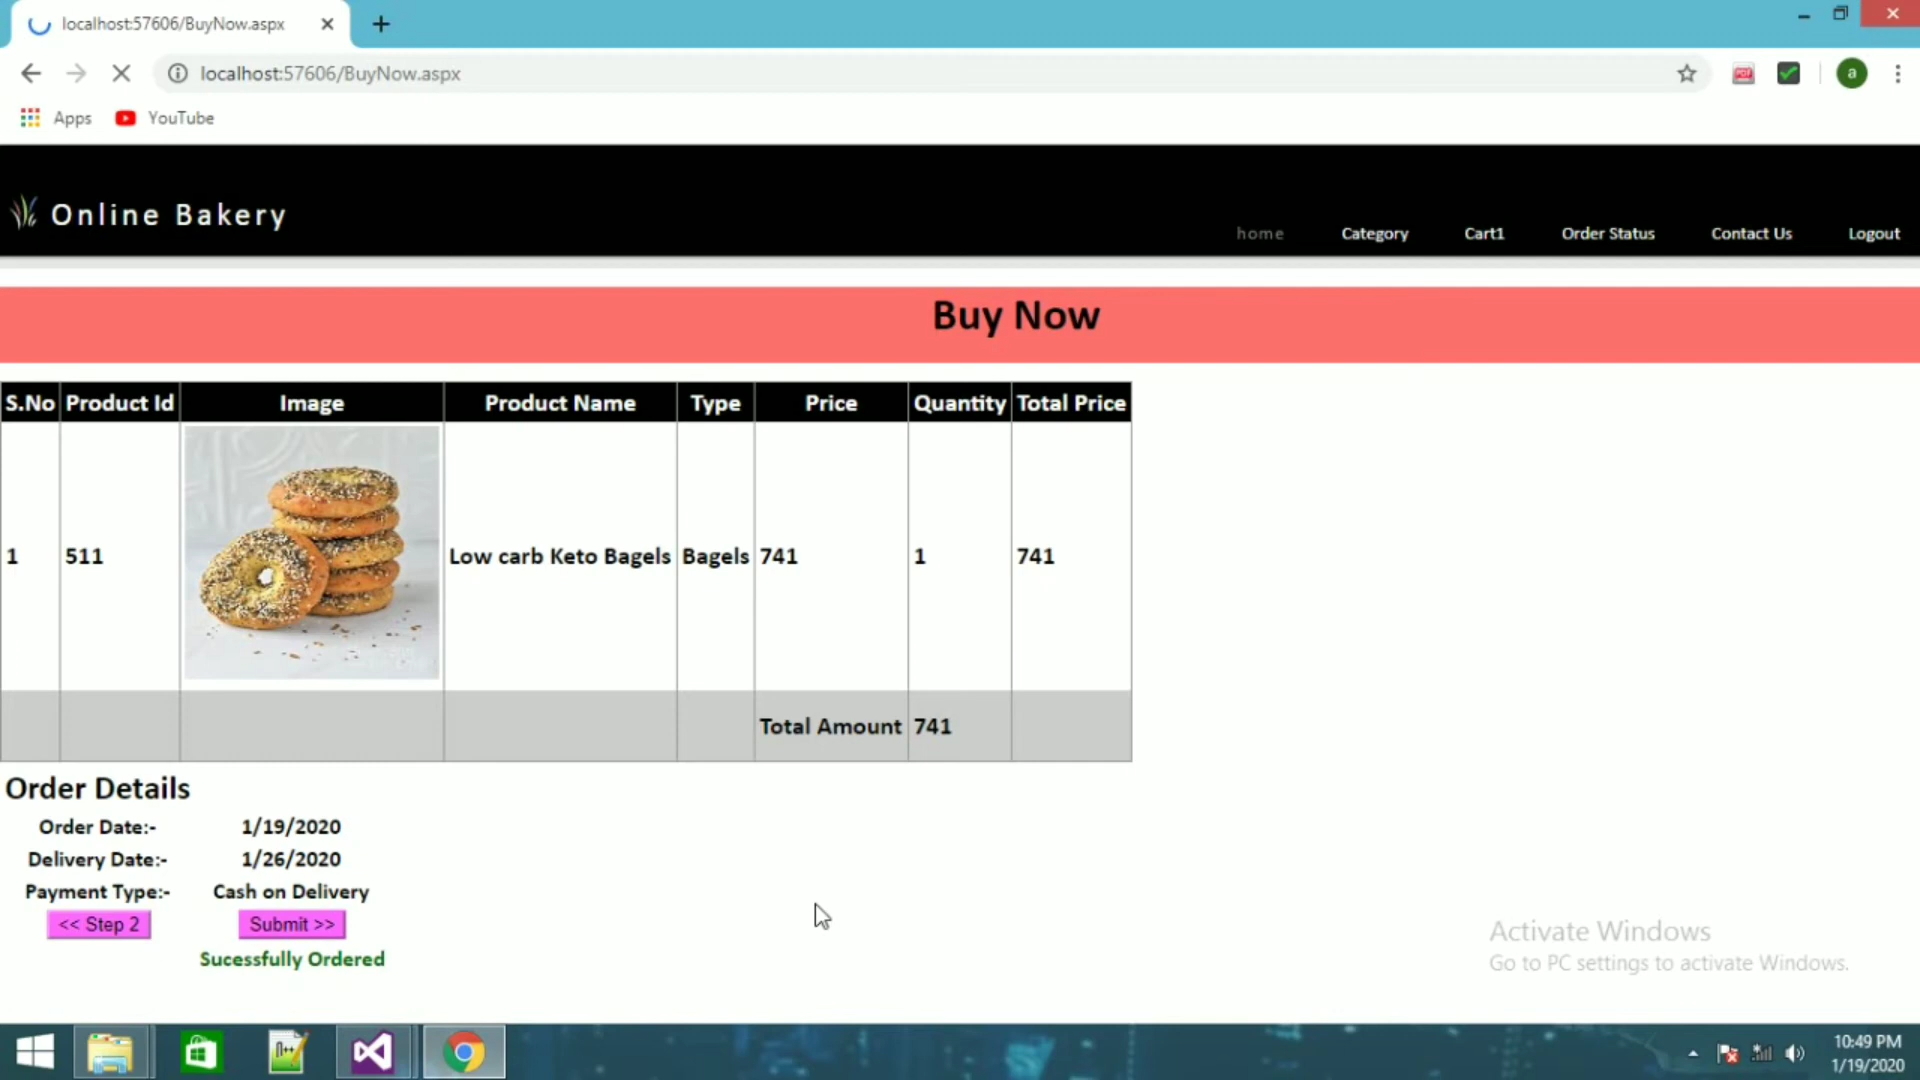 localhost:57606/BuyNow.aspx
localhost:57606/BuyNow.aspx
a
Apps YouTube
Online Bakery
home Category Cart1 Order Status Contact Us Logout
Buy Now
S.No Product Id Image Product Name Type Price Quantity Total Price
1 511 Low carb Keto Bagels Bagels 741 1 741
Total Amount 741
Order Details
Order Date:- 1/19/2020
Delivery Date:- 1/26/2020
Payment Type:- Cash on Delivery
<< Step 2 Submit >>
Sucessfully Ordered
Activate Windows
Go to PC settings to activate Windows.
10:49 PM
1/19/2020